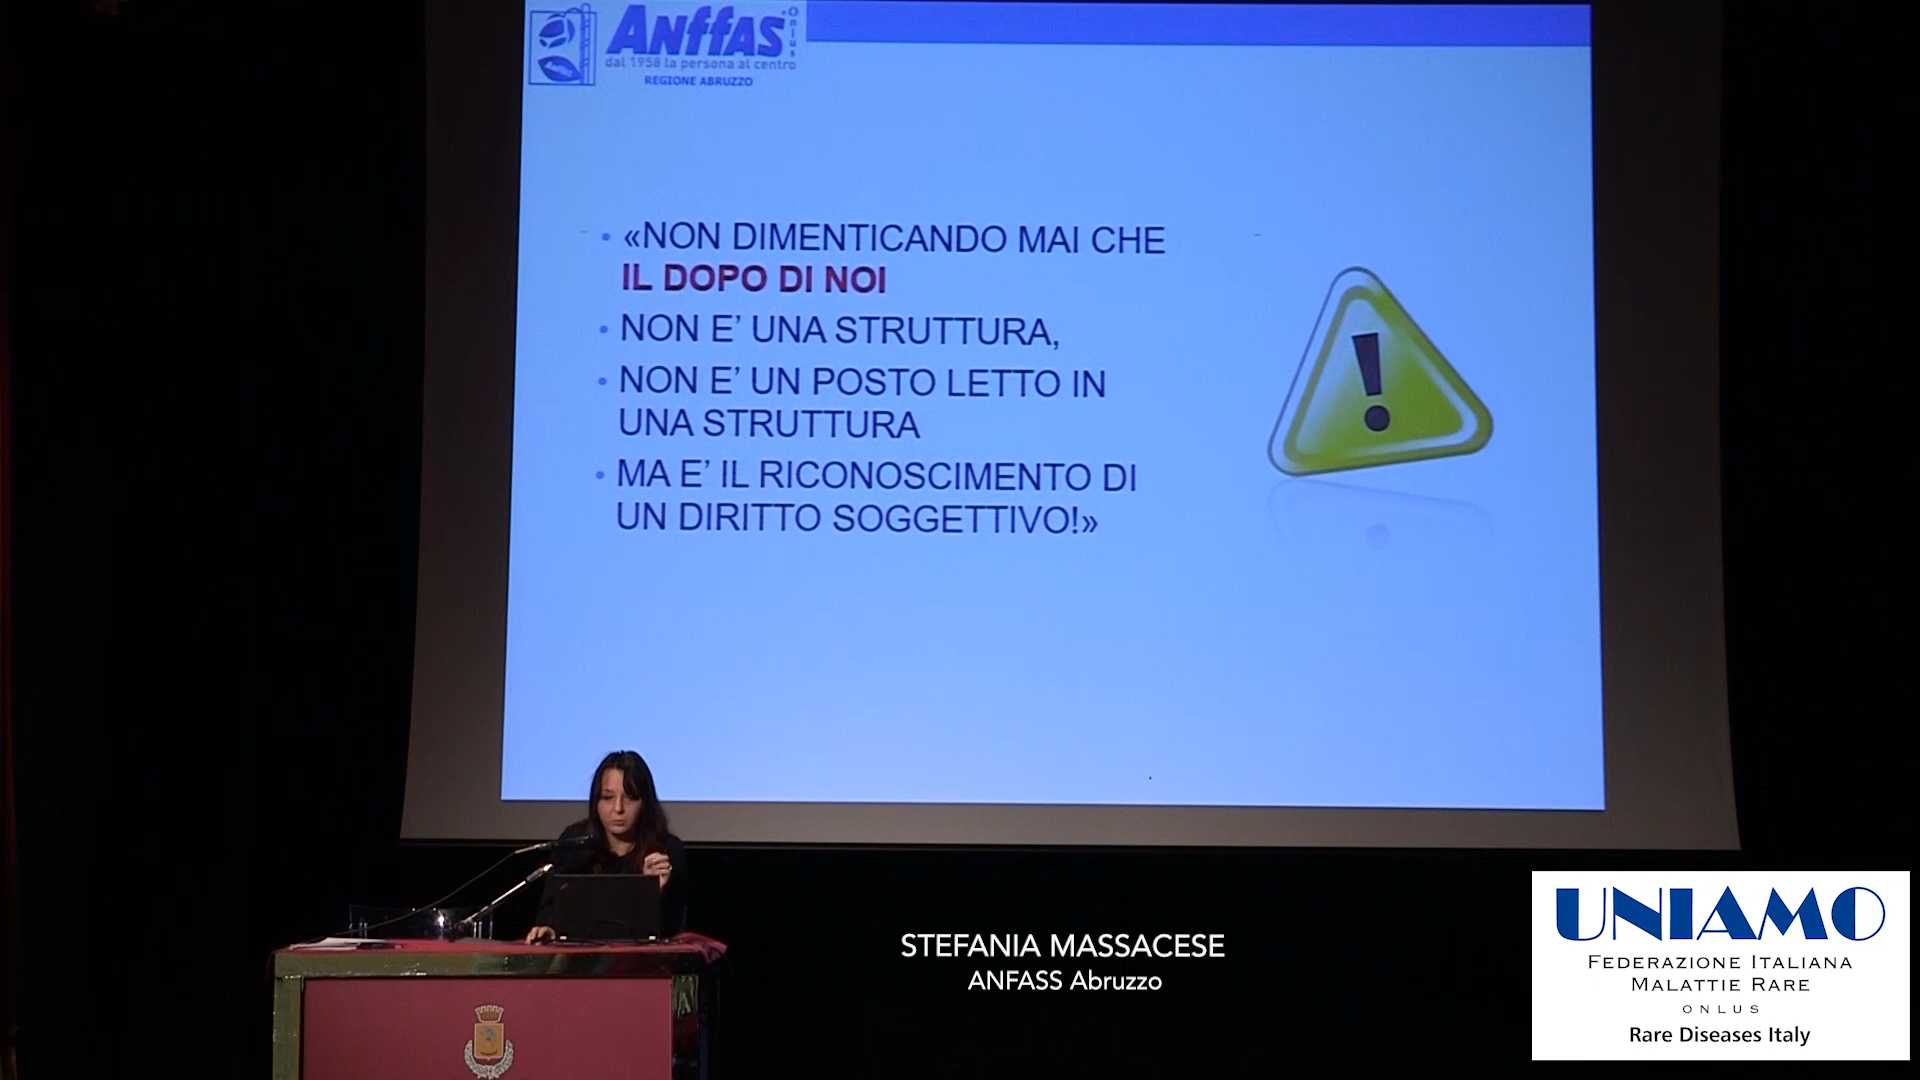 Anffas
Onlus
dal 1958 la persona al centro
REGIONE ABRUZZO
• «NON DIMENTICANDO MAI CHE
IL DOPO DI NOI
• NON E’ UNA STRUTTURA,
• NON E’ UN POSTO LETTO IN
UNA STRUTTURA
• MA E’ IL RICONOSCIMENTO DI
UN DIRITTO SOGGETTIVO!»
STEFANIA MASSACESE
ANFASS Abruzzo
UNIAMO
FEDERAZIONE ITALIANA
MALATTIE RARE
ONLUS
Rare Diseases Italy